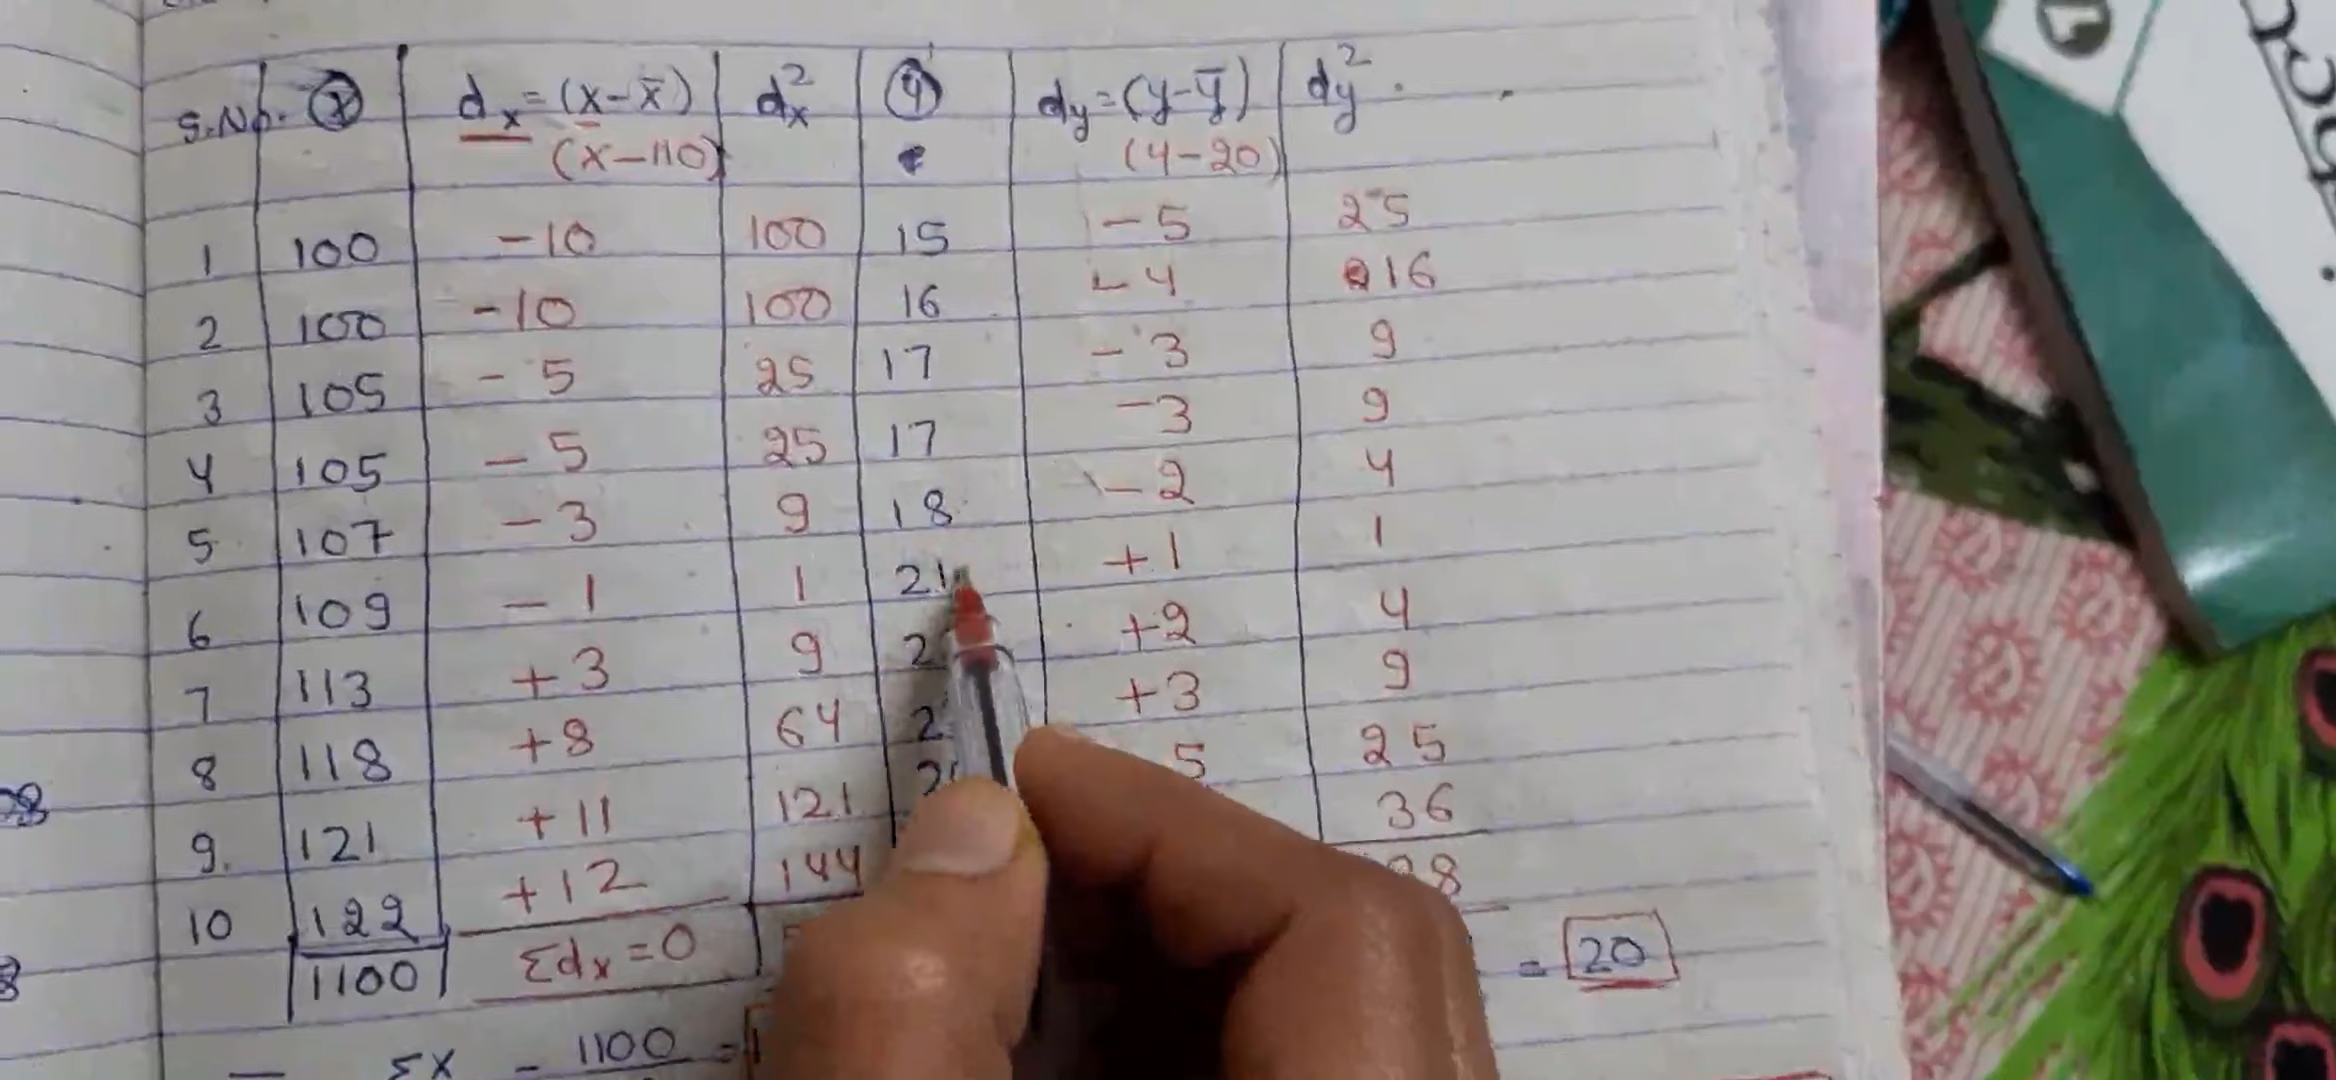 S.No. x dx=(x-x̄) dx² y dy=(y-ȳ) dy²
(x-110) (y-20)
1 100 -10 100 15 -5 25
2 100 -10 100 16 -4 16
3 105 -5 25 17 -3 9
4 105 -5 25 17 -3 9
5 107 -3 9 18 -2 4
6 109 -1 1 21 +1 1
7 113 +3 9 +2 4
8 118 +8 64 +3 9
9. 121 +11 121 5 25
10 122 +12 144 36
1100 Σdx=0 = 20
ΣX = 1100 =